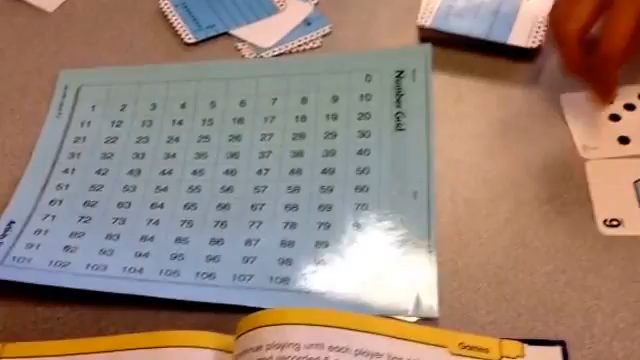 Number Grid
0
1 2 3 4 5 6 7 8 9 10
11 12 13 14 15 16 17 18 19 20
21 22 23 24 25 26 27 28 29 30
31 32 33 34 35 36 37 38 39 40
41 42 43 44 45 46 47 48 49 50
51 52 53 54 55 56 57 58 59 60
61 62 63 64 65 66 67 68 69 70
71 72 73 74 75 76 77 78 79
81 82 83 84 85 86 87 88 89
91 92 93 94 95 96 97 98
101 102 103 104 105 106 107 108
6
Games
playing until each player